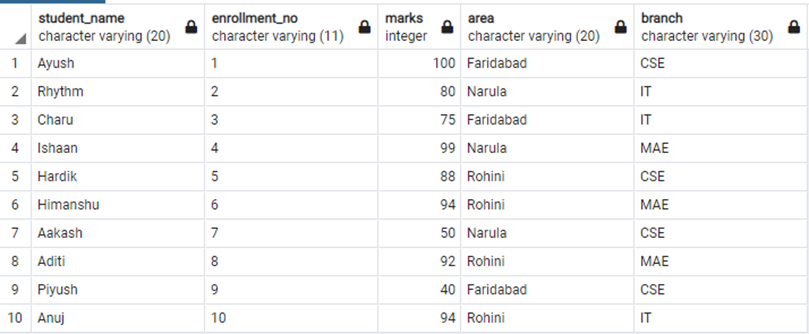 student_name enrollment_no marks area branch
character varying (20) character varying (11) integer character varying (20) character varying (30)
1 Ayush 1 100 Faridabad CSE
2 Rhythm 2 80 Narula IT
3 Charu 3 75 Faridabad IT
4 Ishaan 4 99 Narula MAE
5 Hardik 5 88 Rohini CSE
6 Himanshu 6 94 Rohini MAE
7 Aakash 7 50 Narula CSE
8 Aditi 8 92 Rohini MAE
9 Piyush 9 40 Faridabad CSE
10 Anuj 10 94 Rohini IT